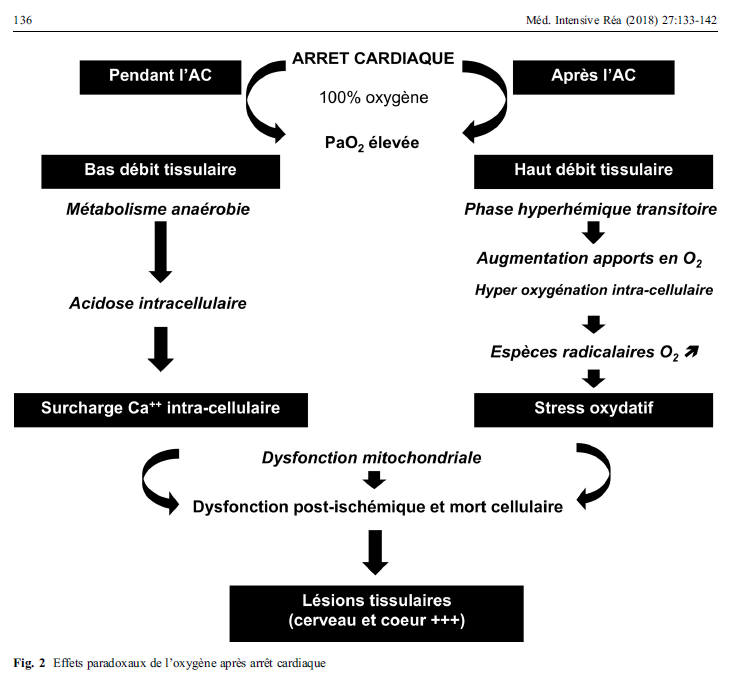 136
Méd. Intensive Réa (2018) 27:133-142
ARRET CARDIAQUE
Pendant l’AC
Après l’AC
100% oxygène
PaO₂ élevée
Bas débit tissulaire
Haut débit tissulaire
Métabolisme anaérobie
Phase hyperhémique transitoire
Augmentation apports en O₂
Acidose intracellulaire
Hyper oxygénation intra-cellulaire
Espèces radicalaires O₂ ↗
Surcharge Ca⁺⁺ intra-cellulaire
Stress oxydatif
Dysfonction mitochondriale
Dysfonction post-ischémique et mort cellulaire
Lésions tissulaires
(cerveau et coeur +++)
Fig. 2 Effets paradoxaux de l’oxygène après arrêt cardiaque